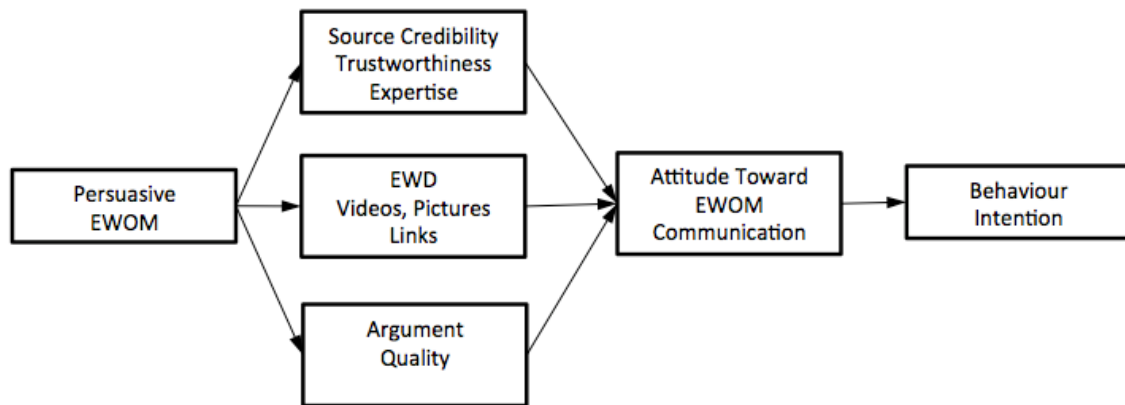 Persuasive
EWOM
Source Credibility
Trustworthiness
Expertise
EWD
Videos, Pictures
Links
Argument
Quality
Attitude Toward
EWOM
Communication
Behaviour
Intention